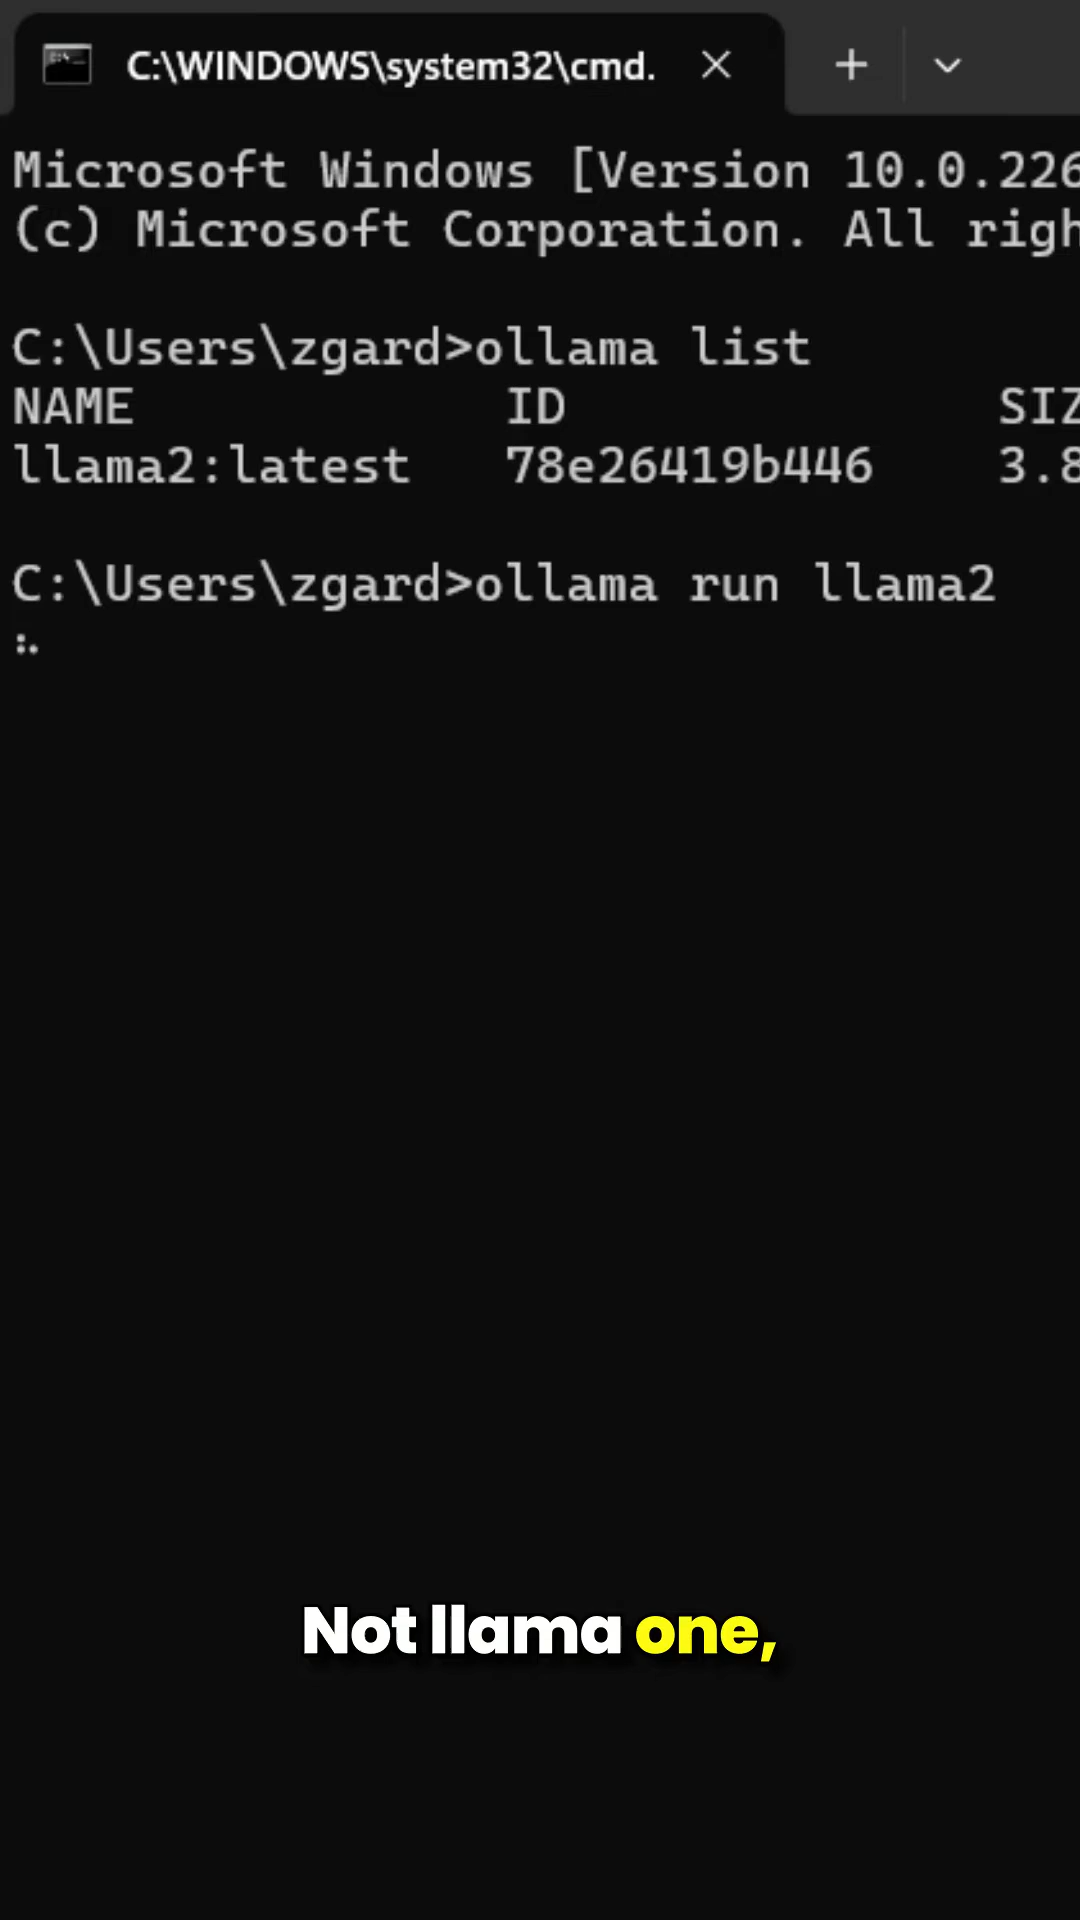 C:\WINDOWS\system32\cmd.
Microsoft Windows [Version 10.0.226
(c) Microsoft Corporation. All righ
C:\Users\zgard>ollama list
NAME ID SIZ
llama2:latest 78e26419b446 3.8
C:\Users\zgard>ollama run llama2
Not llama one,